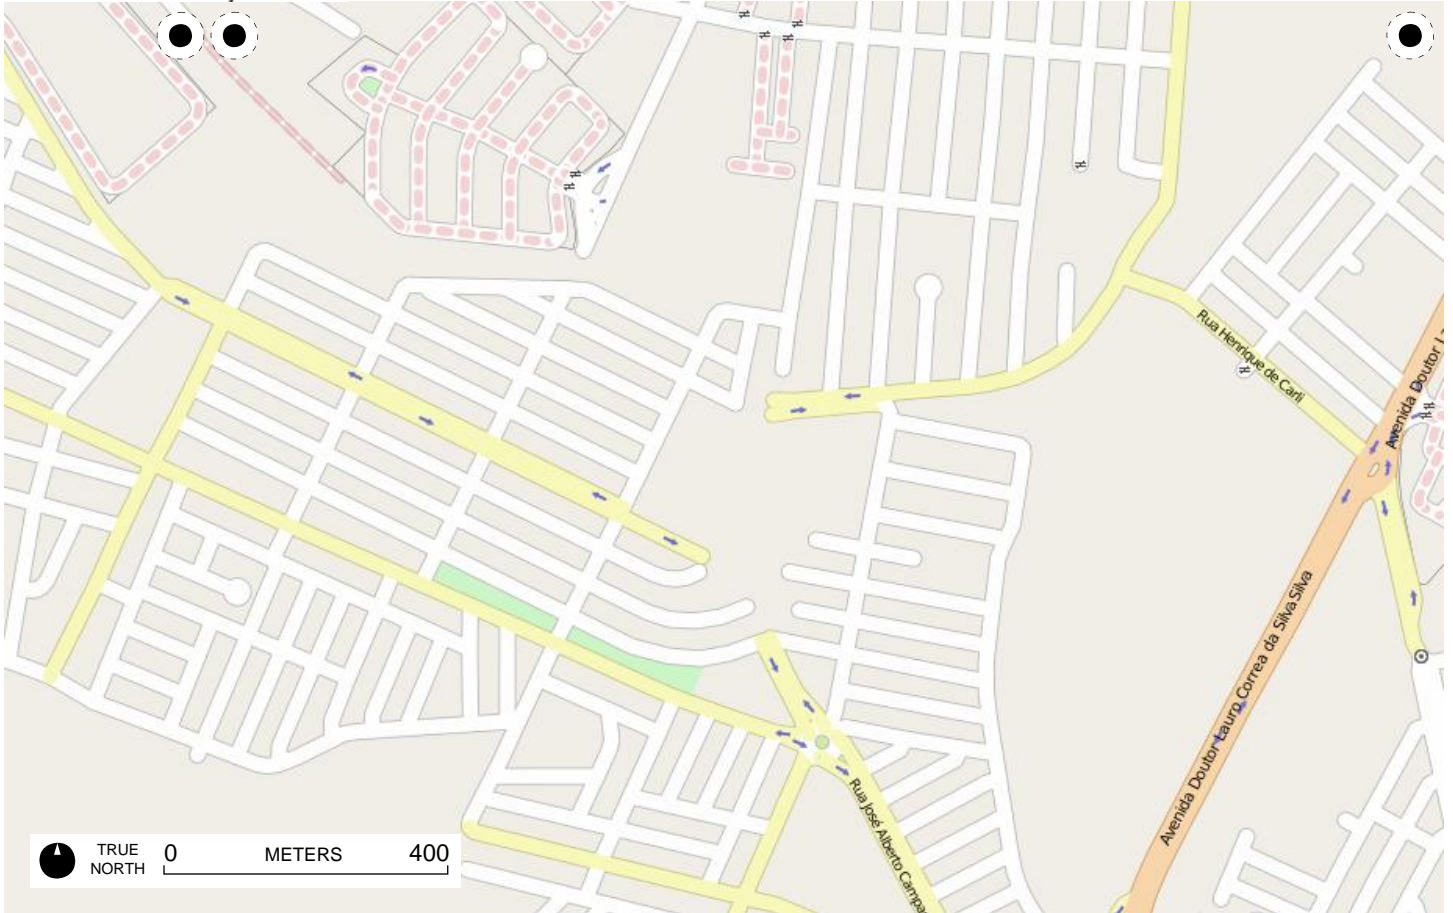 Rua Henrique de Carli
Avenida Doutor La
Avenida Doutor Lauro Correa da Silva Silva
Rua José Alberto Campa
TRUE
NORTH
0 METERS 400